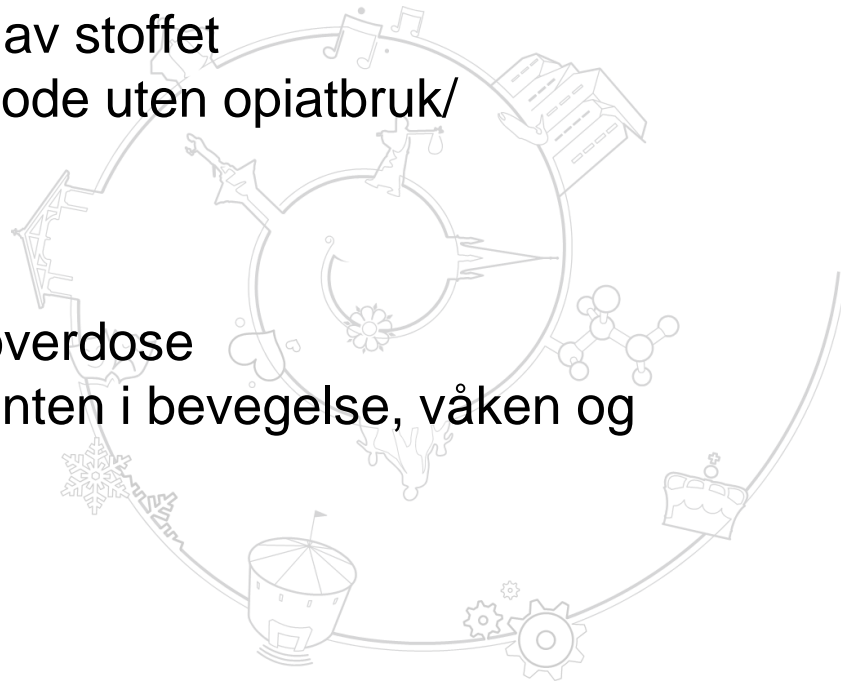 av stoffet
ode uten opiatbruk/
overdose
nten i bevegelse, våken og